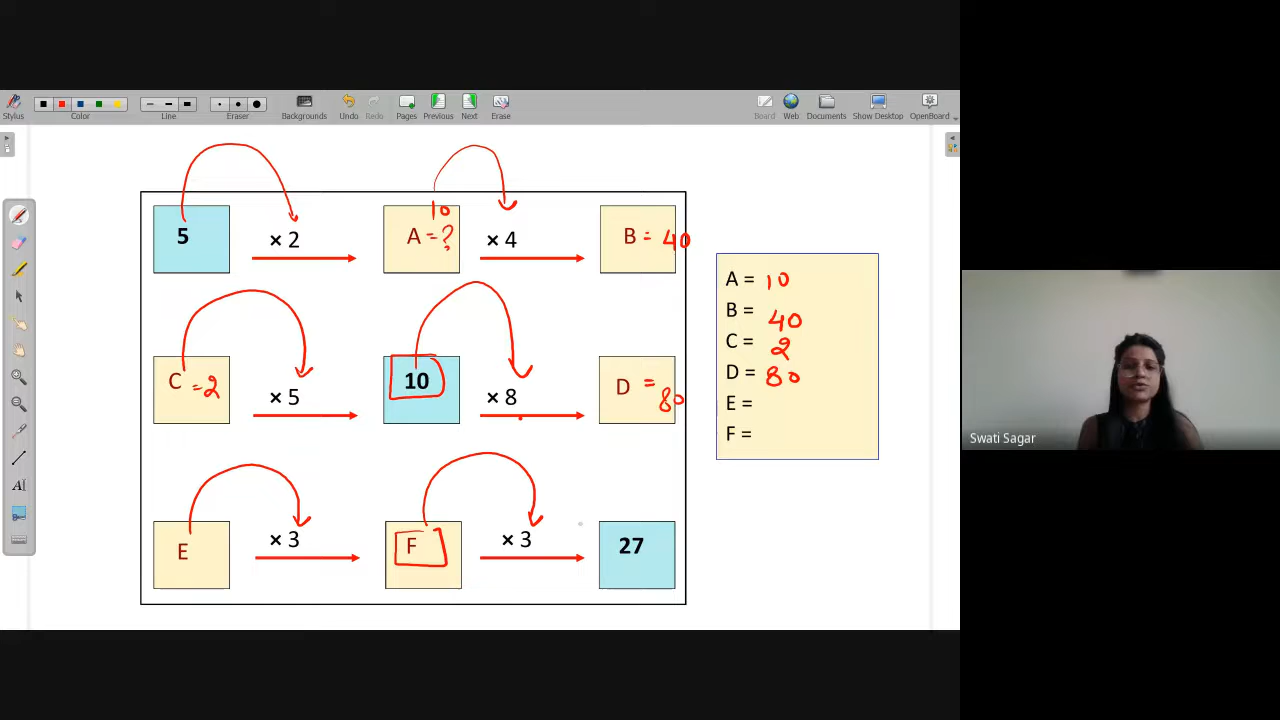 Stylus
Color
Line
Eraser
Backgrounds
Undo
Redo
Pages
Previous
Next
Erase
Board
Web
Documents
Show Desktop
OpenBoard
5
× 2
10
A = ?
× 4
B = 40
C = 2
× 5
10
× 8
D = 80
E
× 3
F
× 3
27
A = 10
B = 40
C = 2
D = 80
E =
F =
Swati Sagar